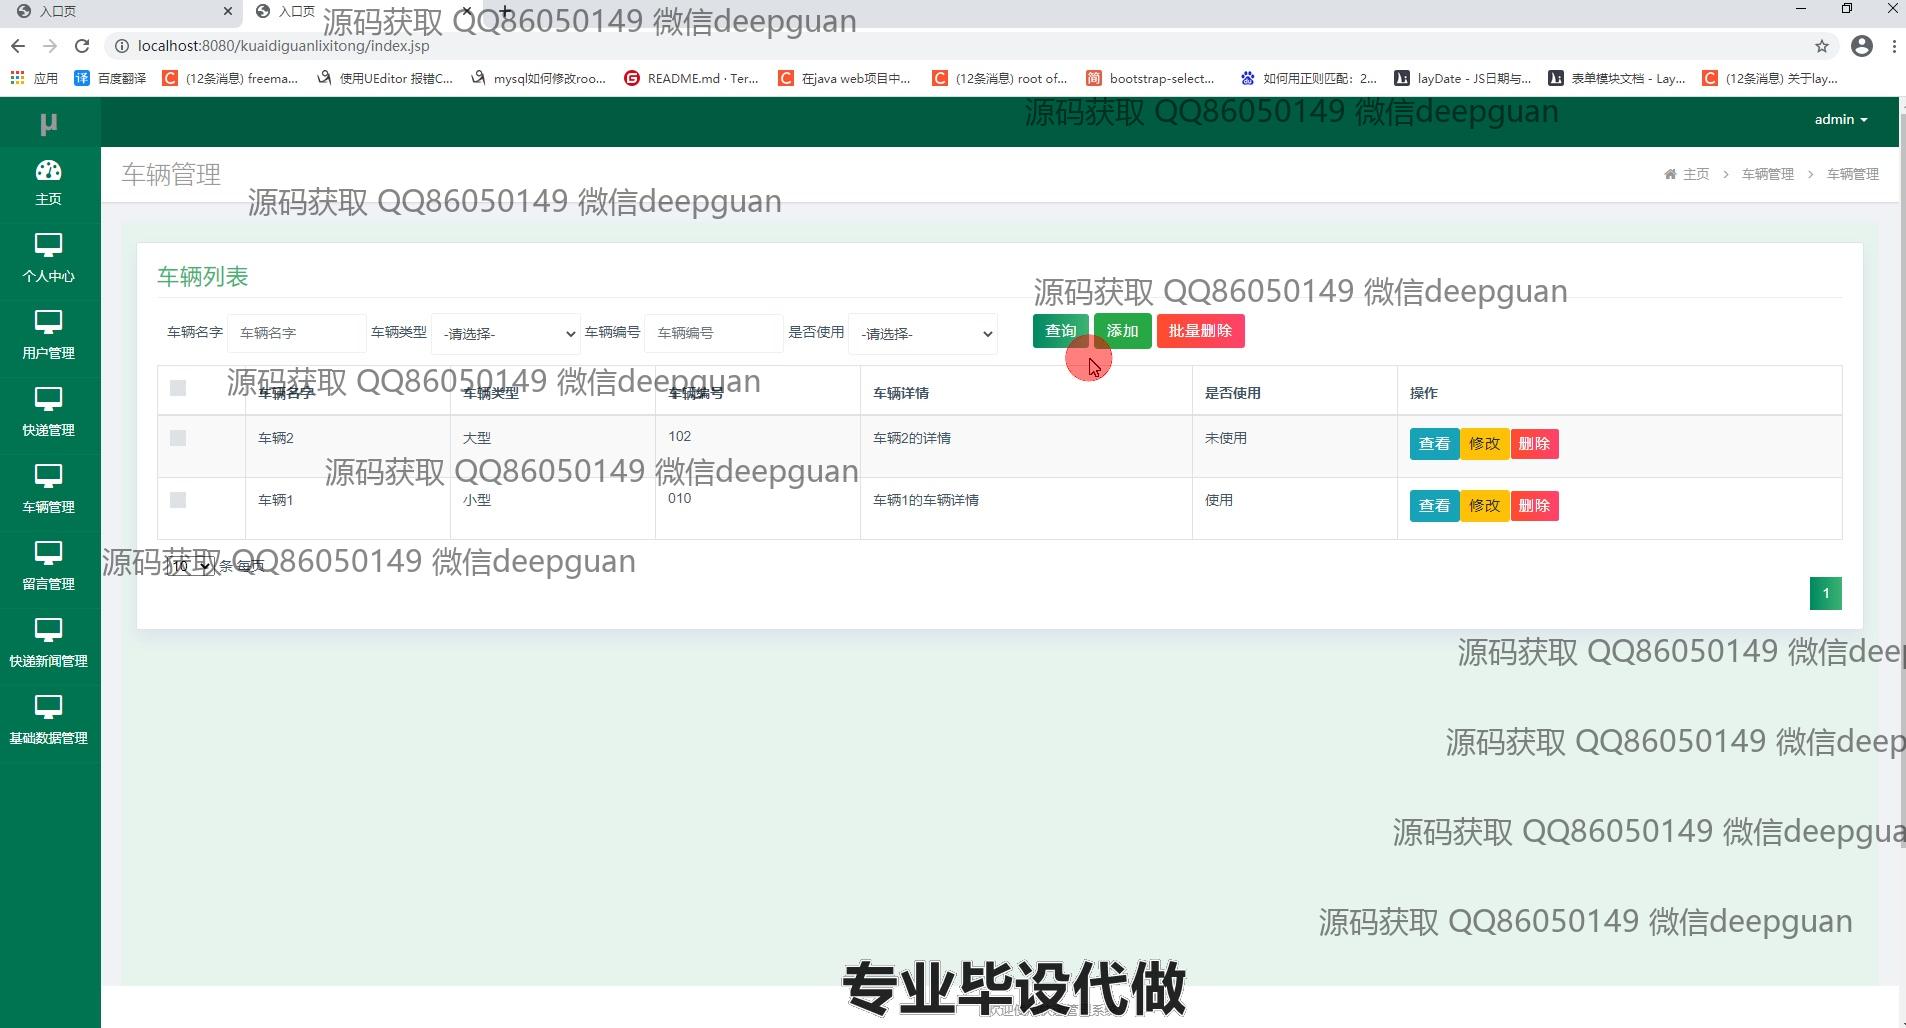 入口页
入口页
源码获取 QQ86050149 微信deepguan
localhost:8080/kuaidiguanlixitong/index.jsp
应用
百度翻译
(12条消息) freema...
使用UEditor 报错C...
mysql如何修改roo...
README.md · Ter...
在java web项目中...
(12条消息) root of...
bootstrap-select...
如何用正则匹配：2...
layDate - JS日期与...
表单模块文档 - Lay...
(12条消息) 关于lay...
源码获取 QQ86050149 微信deepguan
μ
admin
车辆管理
主页 > 车辆管理 > 车辆管理
源码获取 QQ86050149 微信deepguan
主页
个人中心
用户管理
快递管理
车辆管理
留言管理
快递新闻管理
基础数据管理
车辆列表
源码获取 QQ86050149 微信deepguan
车辆名字 车辆名字 车辆类型 -请选择- 车辆编号 车辆编号 是否使用 -请选择- 查询 添加 批量删除
源码获取 QQ86050149 微信deepguan
车辆名字 车辆类型 车辆编号 车辆详情 是否使用 操作
车辆2 大型 102 车辆2的详情 未使用 查看 修改 删除
源码获取 QQ86050149 微信deepguan
车辆1 小型 010 车辆1的车辆详情 使用 查看 修改 删除
源码获取 QQ86050149 微信deepguan
10 条 每页
1
源码获取 QQ86050149 微信deep
源码获取 QQ86050149 微信deep
源码获取 QQ86050149 微信deepgua
源码获取 QQ86050149 微信deepguan
专业毕设代做